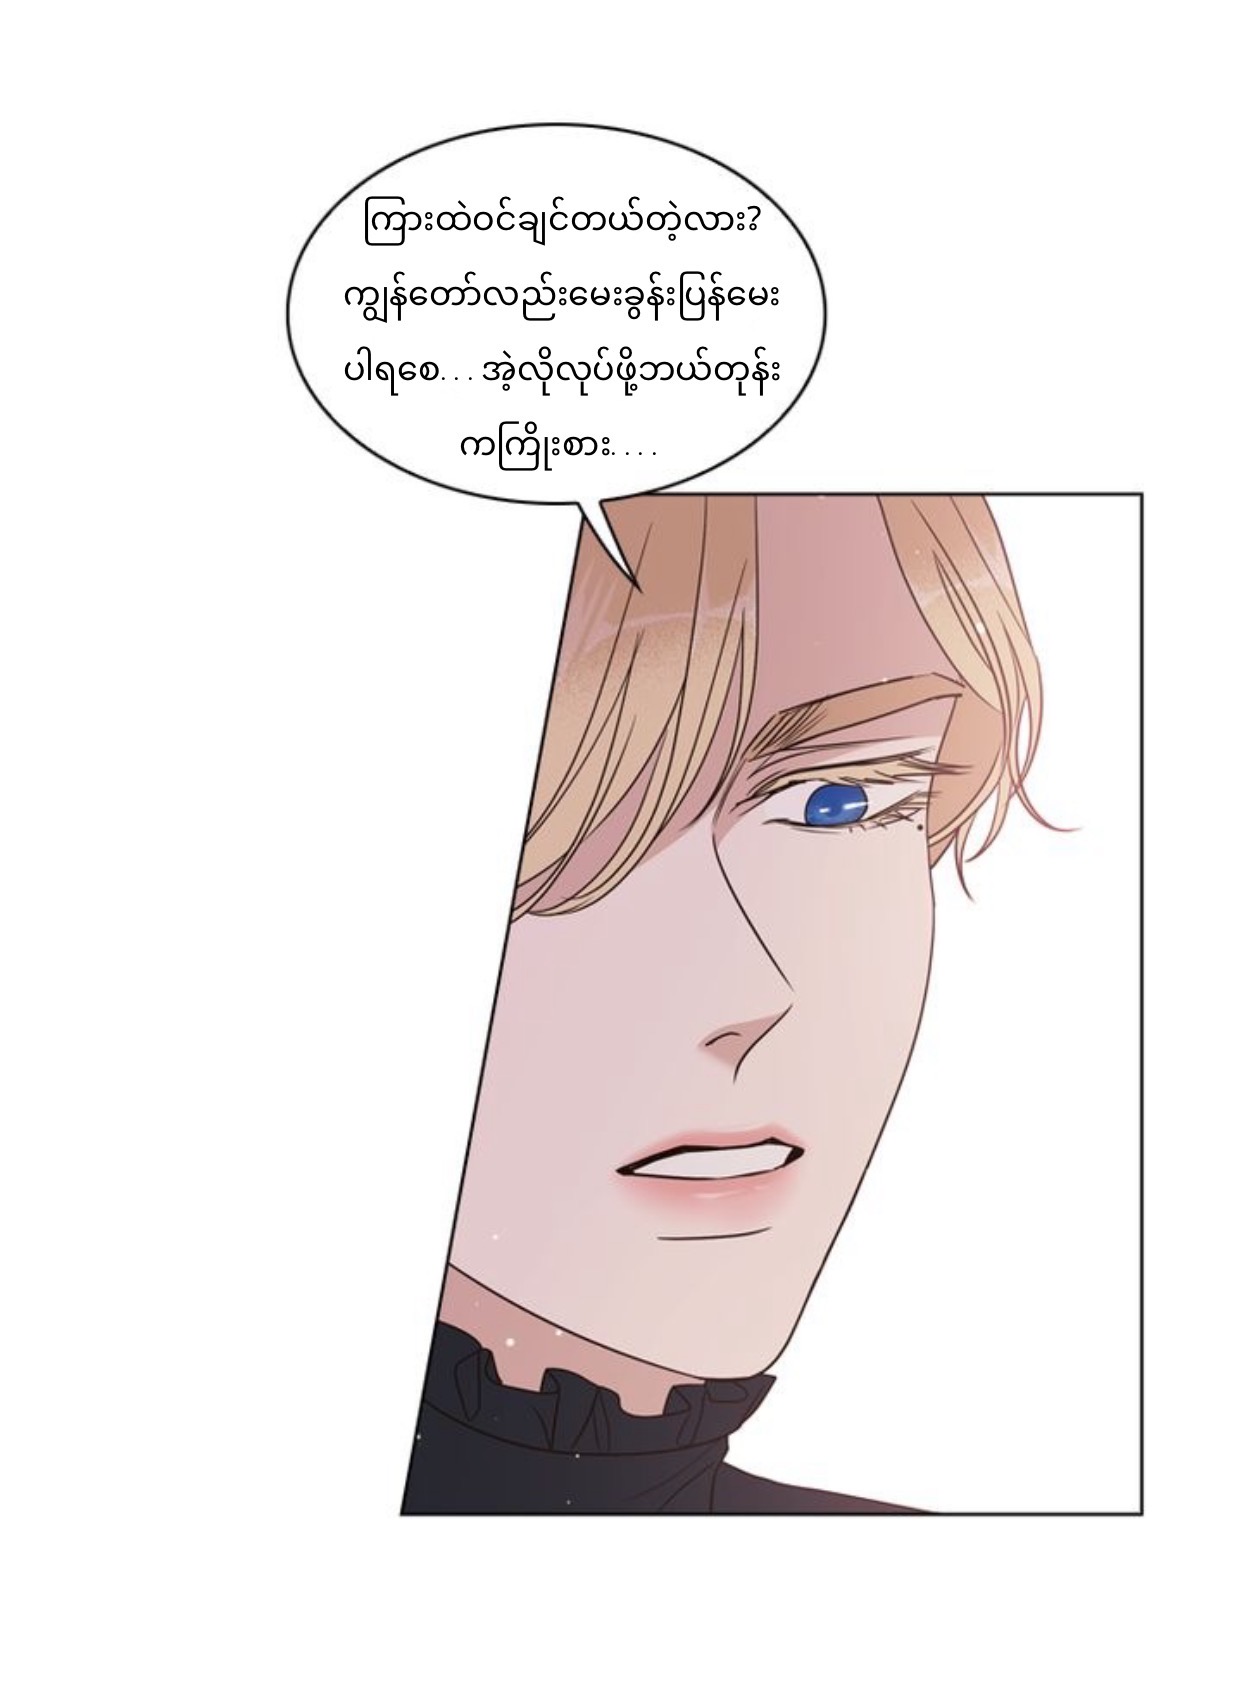 ကြားထဲဝင်ချင်တယ်တဲ့လား?
ကျွန်တော်လည်းမေးခွန်းပြန်မေး
ပါရစေ... အဲ့လိုလုပ်ဖို့ဘယ်တုန်း
ကကြိုးစား....